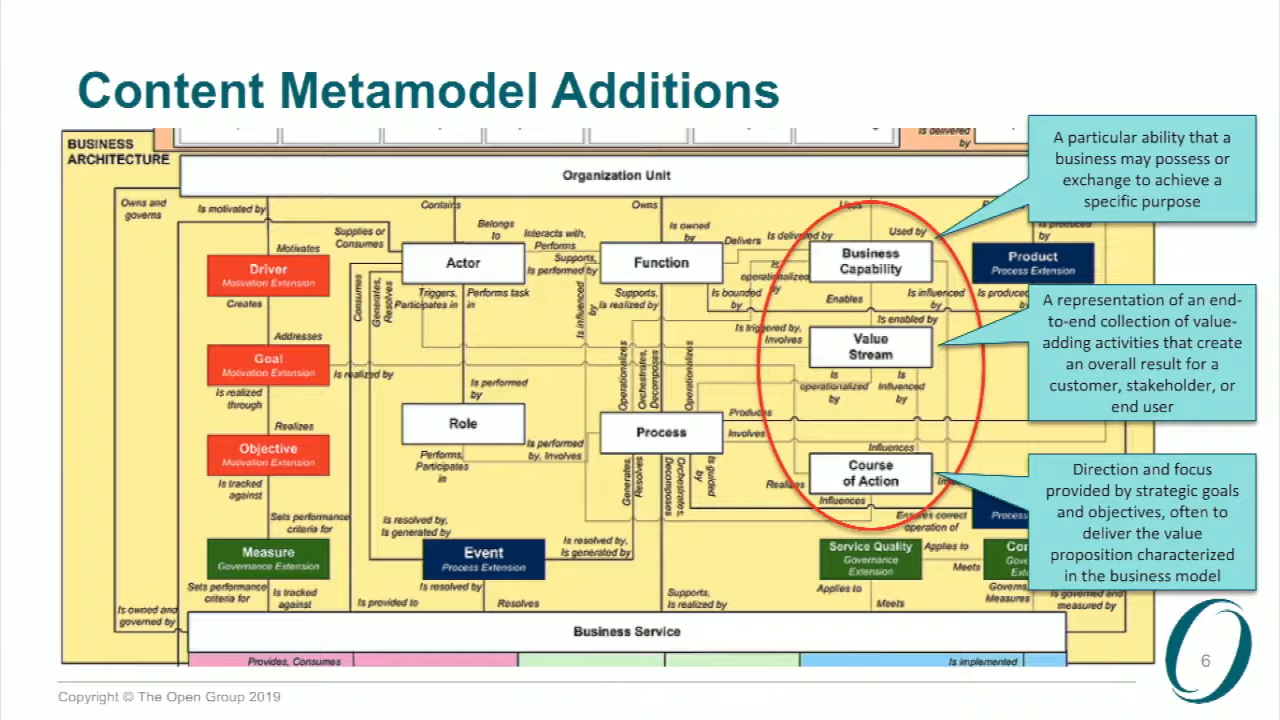 Content Metamodel Additions
BUSINESS
ARCHITECTURE
Is delivered
by
Organization Unit
Owns and
governs
Is motivated by
Contains
Owns
Uses
Supplies or
Consumes
Belongs
to
Interacts with,
Performs
Is owned
by
Delivers
Is delivered by
Used by
Is produced
by
Motivates
Driver
Motivation Extension
Actor
Supports,
Is performed by
Function
Is
operationalized
by
Business
Capability
Product
Process Extension
Creates
Consumes
Generates,
Resolves
Triggers,
Participates in
Performs task
in
Is influenced
by
Supports,
Is realized by
Is bounded
by
Enables
Is influenced
by
Is produced
by
Addresses
Is triggered by,
Involves
Is enabled by
Value
Stream
Goal
Motivation Extension
Is realized by
Is realized
through
Is performed
by
Operationalizes
Orchestrates,
Decomposes
Operationalizes
Is
operationalized
by
Is
Influenced
by
Realizes
Role
Process
Produces
Involves
Objective
Motivation Extension
Performs,
Participates
in
Is performed
by, Involves
Influences
Is tracked
against
Generates,
Resolves
Decomposes
Orchestrates,
Is guided
by
Realizes
Course
of Action
Influences
Sets performance
criteria for
Is resolved by,
Is generated by
Ensures correct
operation of
Process
Measure
Governance Extension
Event
Process Extension
Is resolved by,
Is generated by
Service Quality
Governance
Extension
Applies to
Meets
Sets performance
criteria for
Is tracked
against
Is resolved by
Supports,
Is realized by
Applies to
Governs,
Measures
Is governed and
measured by
Is owned and
governed by
Is provided to
Resolves
Meets
Business Service
Provides, Consumes
Is implemented
A particular ability that a
business may possess or
exchange to achieve a
specific purpose
A representation of an end-
to-end collection of value-
adding activities that create
an overall result for a
customer, stakeholder, or
end user
Direction and focus
provided by strategic goals
and objectives, often to
deliver the value
proposition characterized
in the business model
6
Copyright © The Open Group 2019